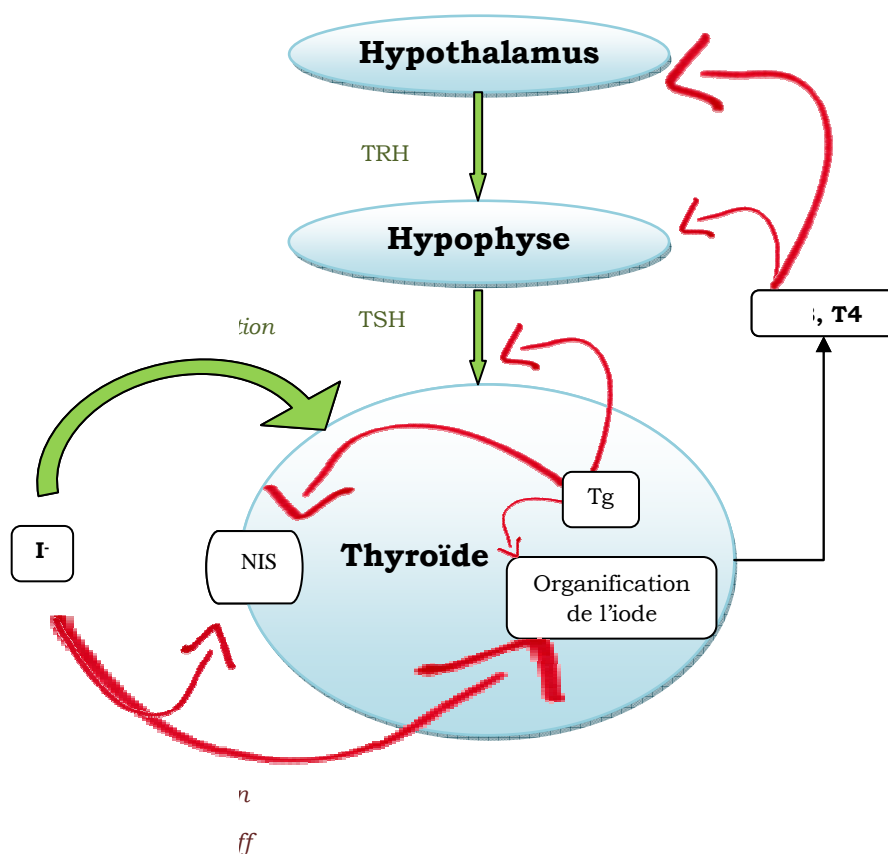 Hypothalamus
TRH
Hypophyse
TSH
, T4
Tg
I-
NIS
Thyroïde
Organification
de l'iode